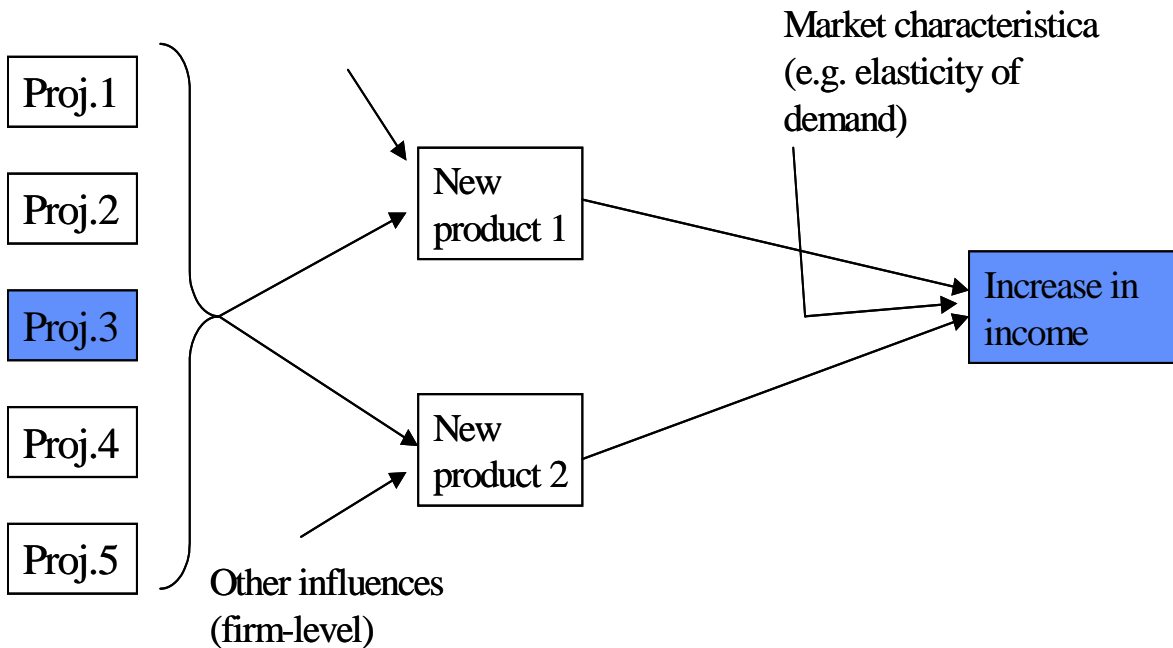 Market characteristica
(e.g. elasticity of
demand)
Proj.1
Proj.2
Proj.3
Proj.4
Proj.5
New
product 1
New
product 2
Increase in
income
Other influences
(firm-level)